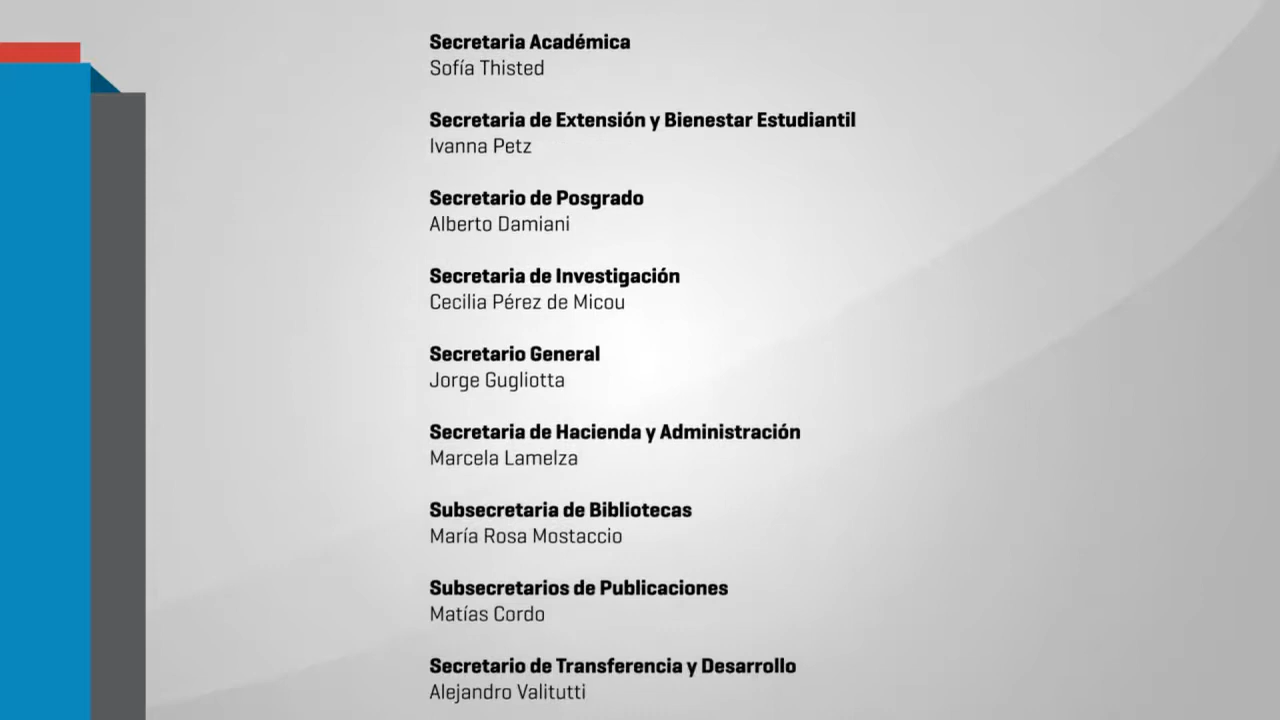 Secretaria Académica
Sofía Thisted
Secretaria de Extensión y Bienestar Estudiantil
Ivanna Petz
Secretario de Posgrado
Alberto Damiani
Secretaria de Investigación
Cecilia Pérez de Micou
Secretario General
Jorge Gugliotta
Secretaria de Hacienda y Administración
Marcela Lamelza
Subsecretaria de Bibliotecas
María Rosa Mostaccio
Subsecretarios de Publicaciones
Matías Cordo
Secretario de Transferencia y Desarrollo
Alejandro Valitutti